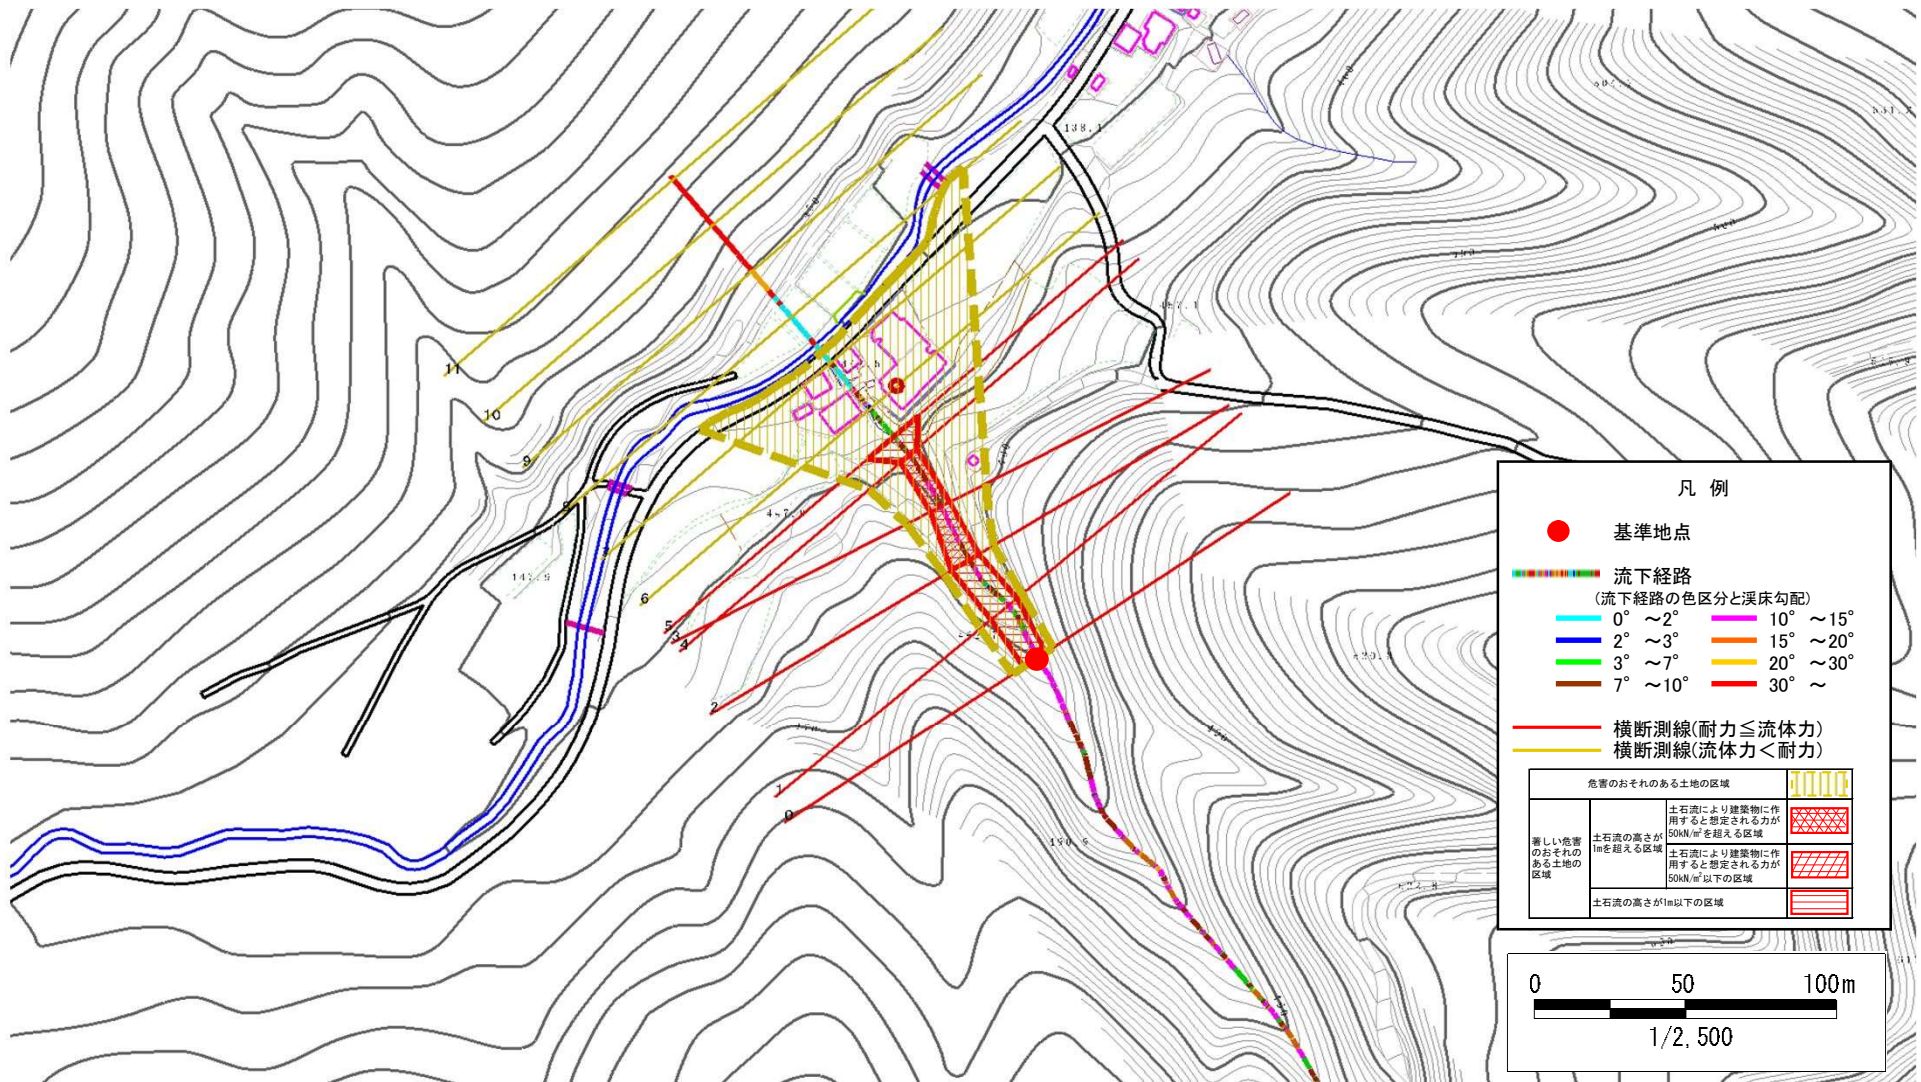 138.1
11
10
9
8
7
6
5
3
4
2
1
0
147.9
490
190.9
凡 例
基準地点
流下経路
(流下経路の色区分と渓床勾配)
0° ～2° 10° ～15°
2° ～3° 15° ～20°
3° ～7° 20° ～30°
7° ～10° 30° ～
横断測線(耐力≦流体力)
横断測線(流体力＜耐力)
危害のおそれのある土地の区域
著しい危害
のおそれの
ある土地の
区域
土石流の高さが
1mを超える区域
土石流により建築物に作
用すると想定される力が
50kN/㎡を超える区域
土石流により建築物に作
用すると想定される力が
50kN/㎡以下の区域
土石流の高さが1m以下の区域
0 50 100m
1/2,500